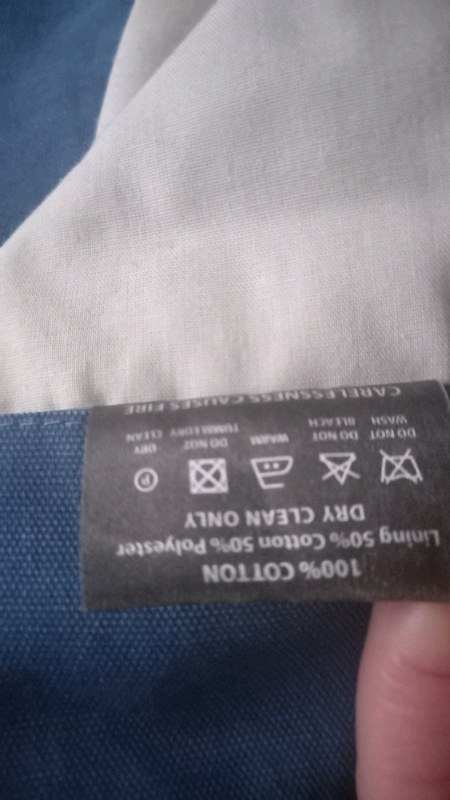 100% COTTON
Lining 50% Cotton 50% Polyester
DRY CLEAN ONLY
P
DO NOT WASH
DO NOT BLEACH
WARM
DO NOT TUMBLE DRY
DRY CLEAN
CARELESSNESS CAUSES FIRE